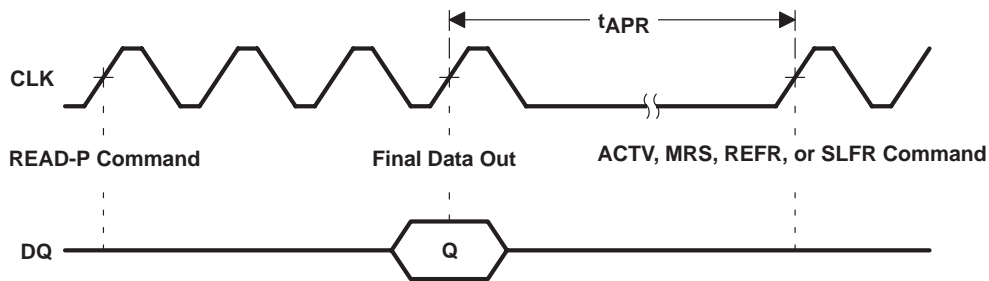 tAPR
CLK
READ-P Command
Final Data Out
ACTV, MRS, REFR, or SLFR Command
DQ
Q